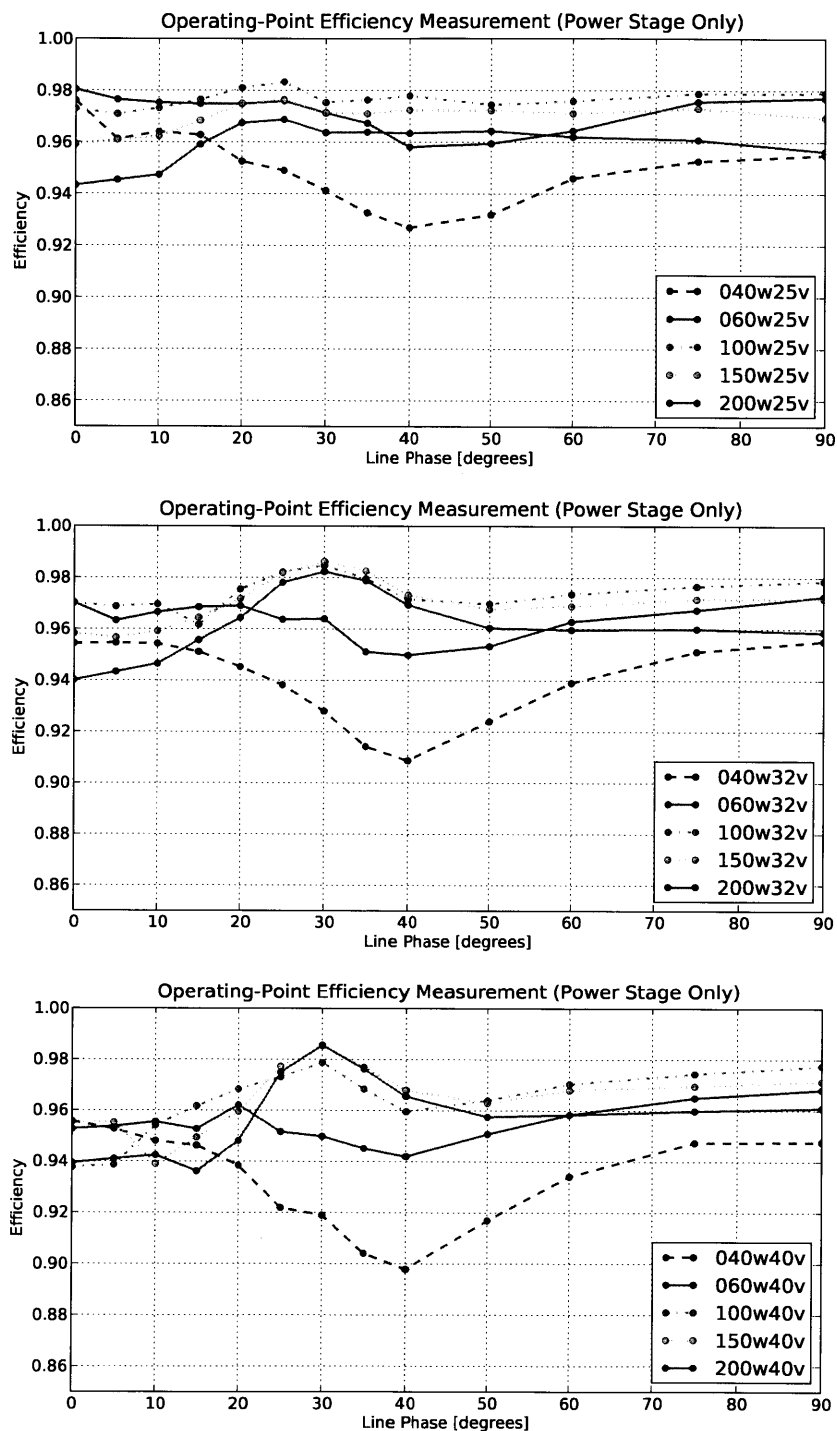 Operating-Point Efficiency Measurement (Power Stage Only)
1.00
0.98
0.96
0.94
0.92
0.90
0.88
0.86
Efficiency
040w25v
060w25v
100w25v
150w25v
200w25v
0 10 20 30 40 50 60 70 80 90
Line Phase [degrees]
Operating-Point Efficiency Measurement (Power Stage Only)
1.00
0.98
0.96
0.94
0.92
0.90
0.88
0.86
Efficiency
040w32v
060w32v
100w32v
150w32v
200w32v
0 10 20 30 40 50 60 70 80 90
Line Phase [degrees]
Operating-Point Efficiency Measurement (Power Stage Only)
1.00
0.98
0.96
0.94
0.92
0.90
0.88
0.86
Efficiency
040w40v
060w40v
100w40v
150w40v
200w40v
0 10 20 30 40 50 60 70 80 90
Line Phase [degrees]